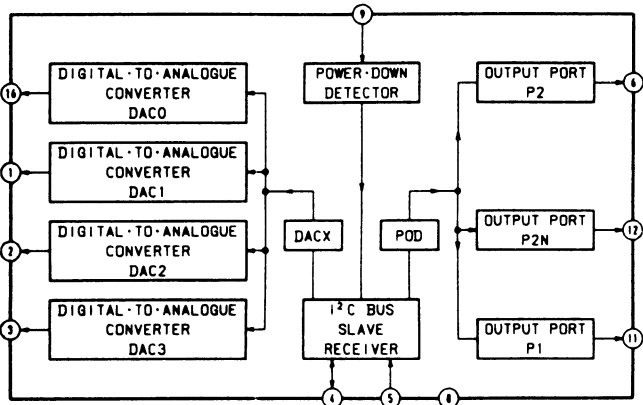 9
DIGITAL·TO·ANALOGUE
CONVERTER
DAC0
16
POWER·DOWN
DETECTOR
OUTPUT PORT
P2
6
DIGITAL·TO·ANALOGUE
CONVERTER
DAC1
1
DIGITAL·TO·ANALOGUE
CONVERTER
DAC2
2
DACX
POD
OUTPUT PORT
P2N
12
DIGITAL·TO·ANALOGUE
CONVERTER
DAC3
3
I²C BUS
SLAVE
RECEIVER
OUTPUT PORT
P1
11
4
5
8